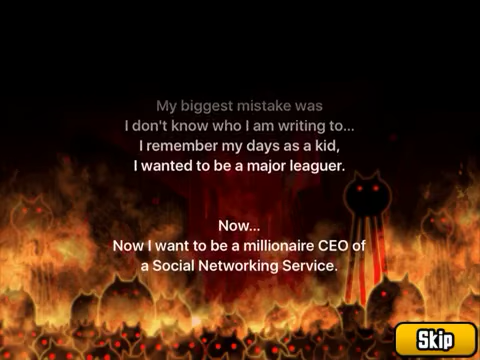 My biggest mistake was
I don't know who I am writing to...
I remember my days as a kid,
I wanted to be a major leaguer.
Now...
Now I want to be a millionaire CEO of
a Social Networking Service.
Skip